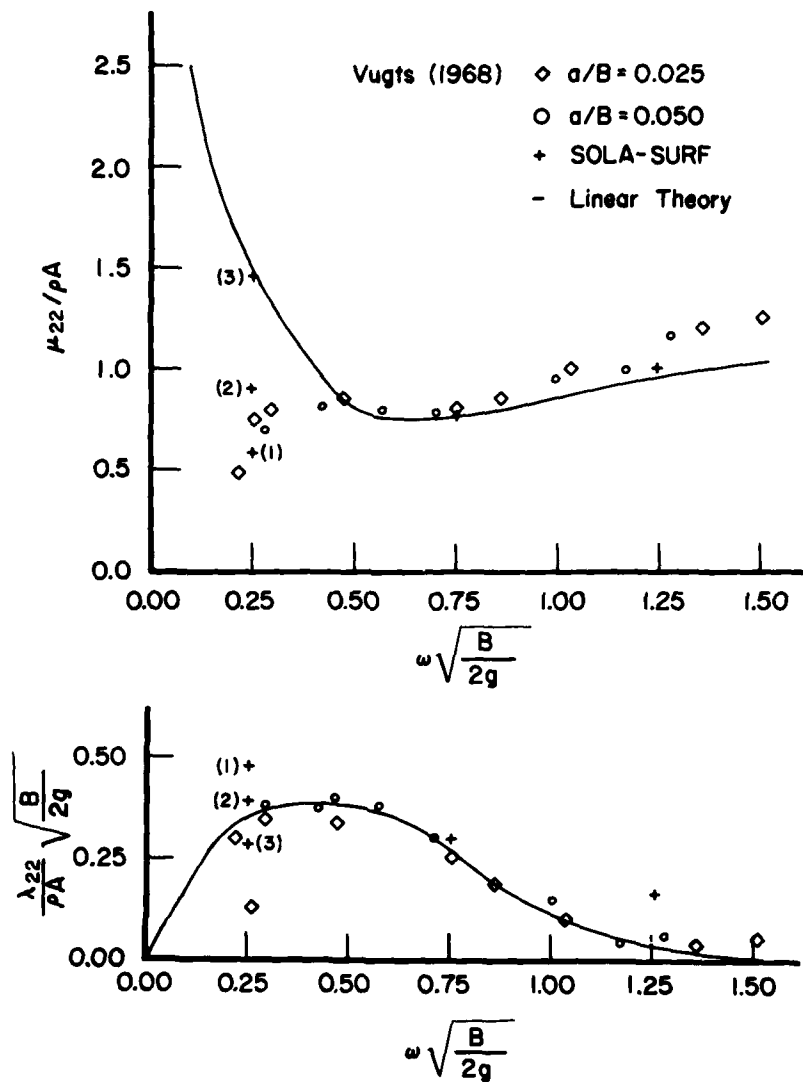 Vugts (1968) ◇ a/B = 0.025
○ a/B = 0.050
+ SOLA-SURF
− Linear Theory
μ22/ρA
2.5
2.0
1.5
1.0
0.5
0.0
(3)
(2)
(1)
0.00 0.25 0.50 0.75 1.00 1.25 1.50
ω √(B/2g)
λ22/ρA √(B/2g)
0.50
0.25
0.00
(1)
(2)
(3)
0.00 0.25 0.50 0.75 1.00 1.25 1.50
ω √(B/2g)